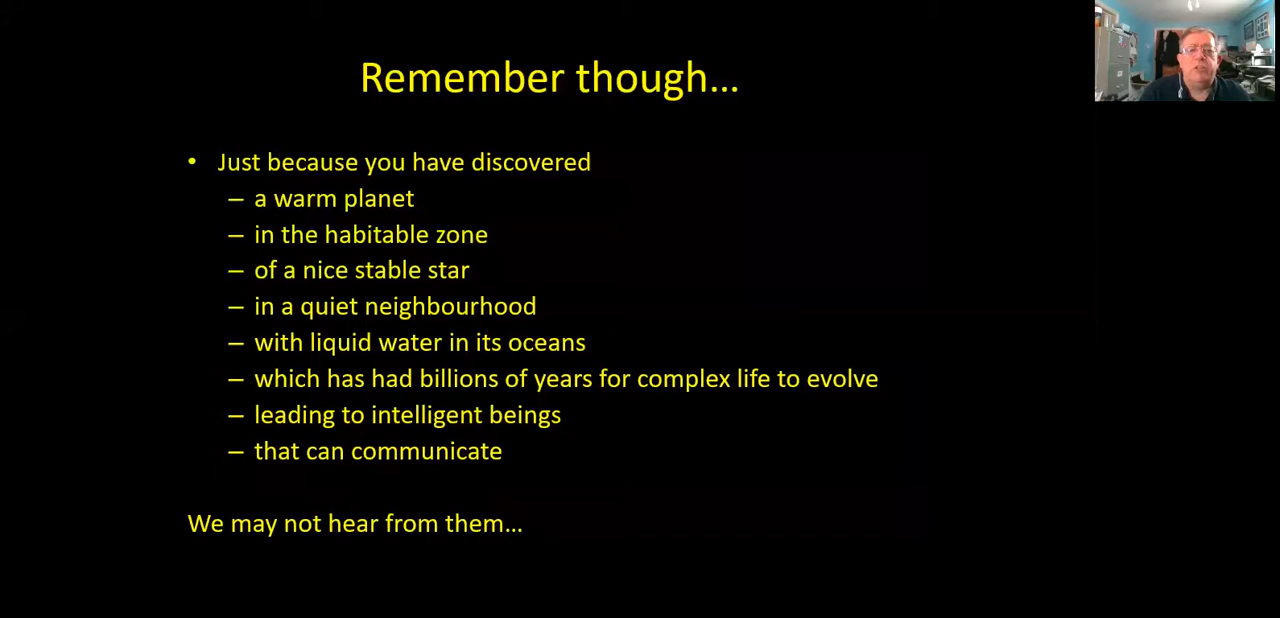 Remember though...
• Just because you have discovered
– a warm planet
– in the habitable zone
– of a nice stable star
– in a quiet neighbourhood
– with liquid water in its oceans
– which has had billions of years for complex life to evolve
– leading to intelligent beings
– that can communicate
We may not hear from them...